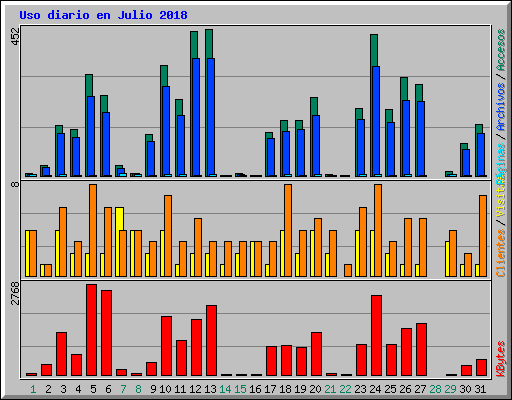 Uso diario en Julio 2018
452
8
2768
Accesos / Archivos / Páginas
Clientes / Visitas
KBytes
1 2 3 4 5 6 7 8 9 10 11 12 13 14 15 16 17 18 19 20 21 22 23 24 25 26 27 28 29 30 31